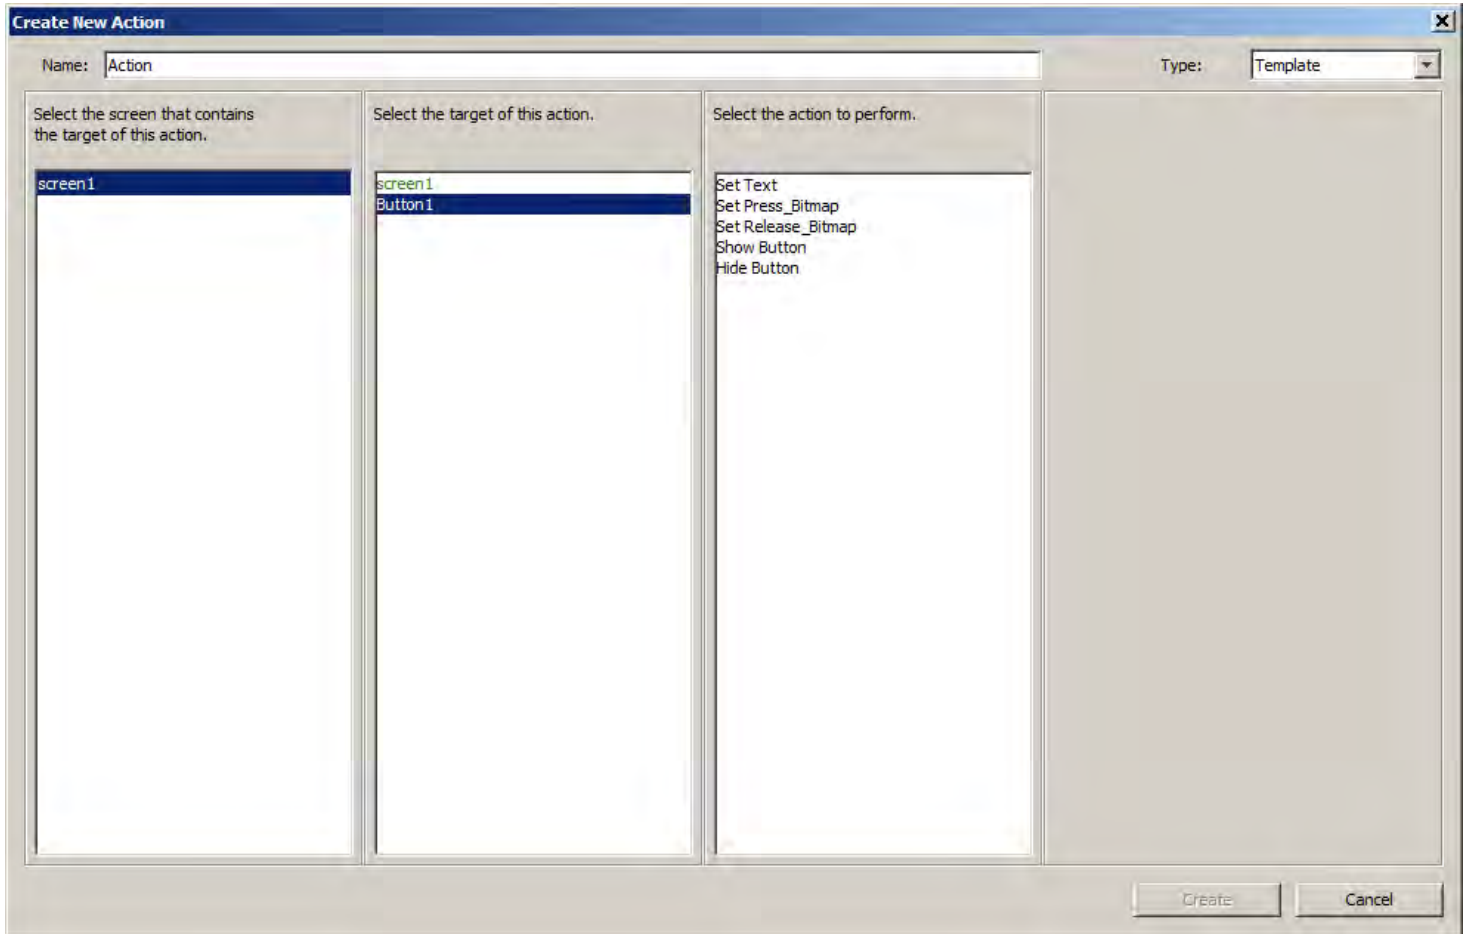 Create New Action
Name: Action Type: Template
Select the screen that contains
the target of this action.
screen1
Select the target of this action.
screen1
Button1
Select the action to perform.
Set Text
Set Press_Bitmap
Set Release_Bitmap
Show Button
Hide Button
Create Cancel